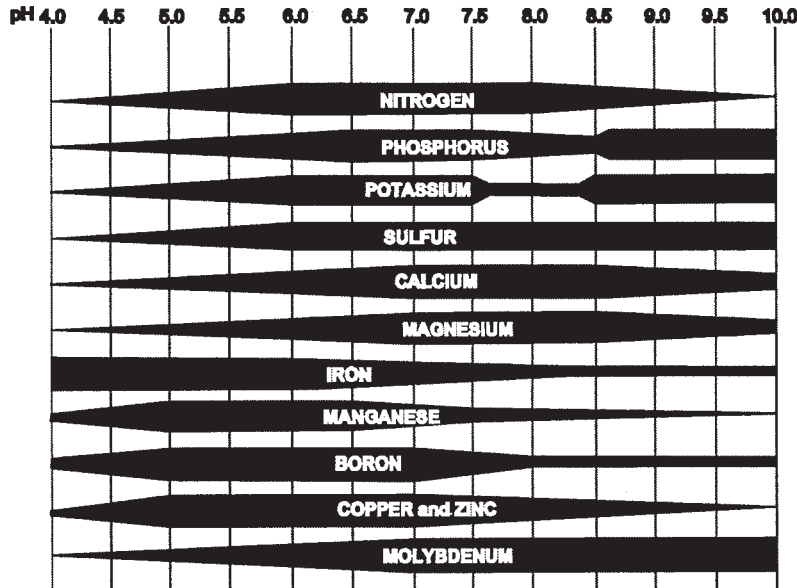 pH 4.0 4.5 5.0 5.5 6.0 6.5 7.0 7.5 8.0 8.5 9.0 9.5 10.0
NITROGEN
PHOSPHORUS
POTASSIUM
SULFUR
CALCIUM
MAGNESIUM
IRON
MANGANESE
BORON
COPPER and ZINC
MOLYBDENUM